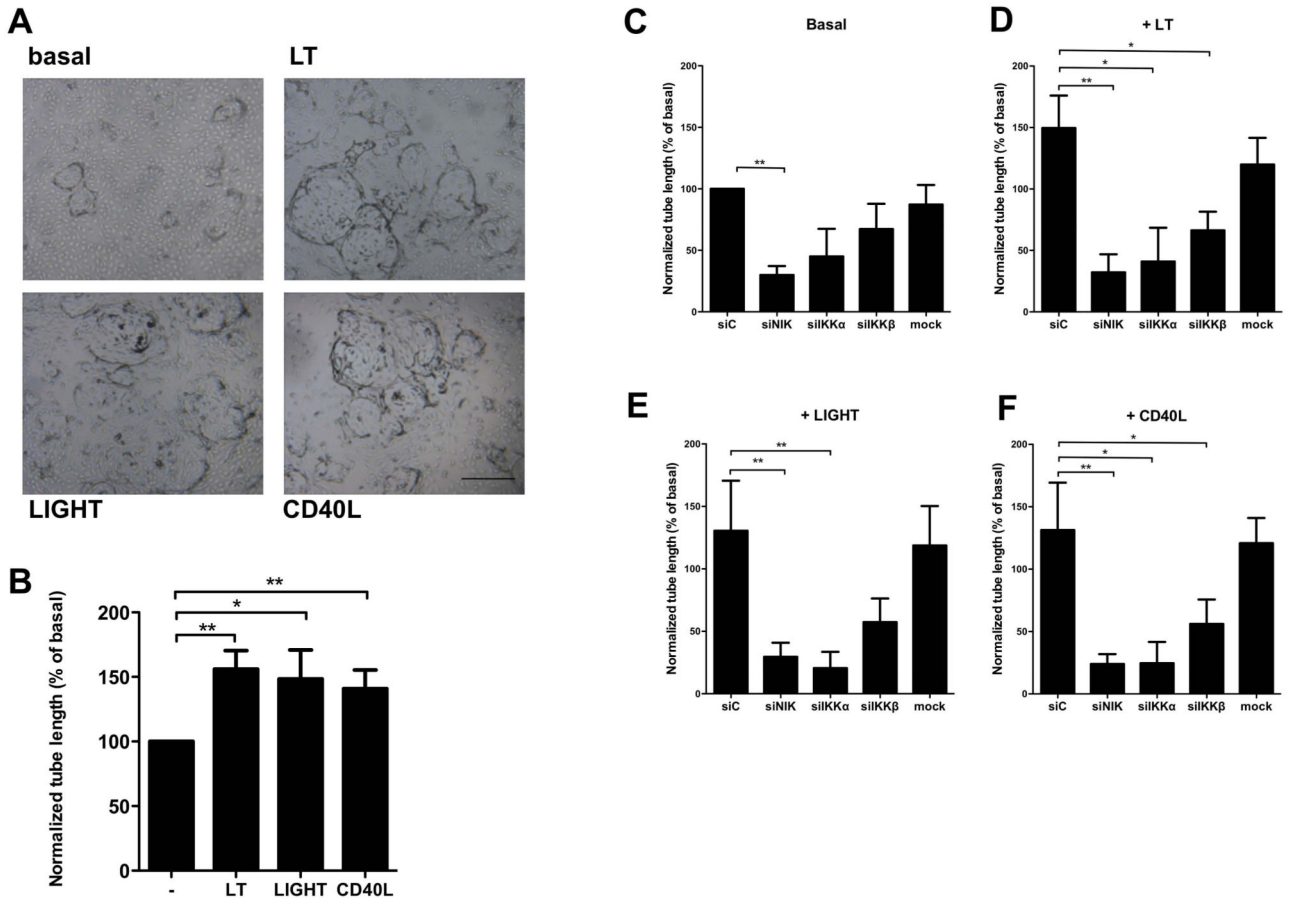 A
basal
LT
LIGHT
CD40L
B
Normalized tube length (% of basal)
200
150
100
50
0
**
*
**
-
LT
LIGHT
CD40L
C
Basal
Normalized tube length (% of basal)
200
150
100
50
0
**
siC
siNIK
siIKKα
siIKKβ
mock
D
+ LT
Normalized tube length (% of basal)
200
150
100
50
0
*
*
**
siC
siNIK
siIKKα
siIKKβ
mock
E
+ LIGHT
Normalized tube length (% of basal)
200
150
100
50
0
**
**
siC
siNIK
siIKKα
siIKKβ
mock
F
+ CD40L
Normalized tube length (% of basal)
200
150
100
50
0
*
*
**
siC
siNIK
siIKKα
siIKKβ
mock